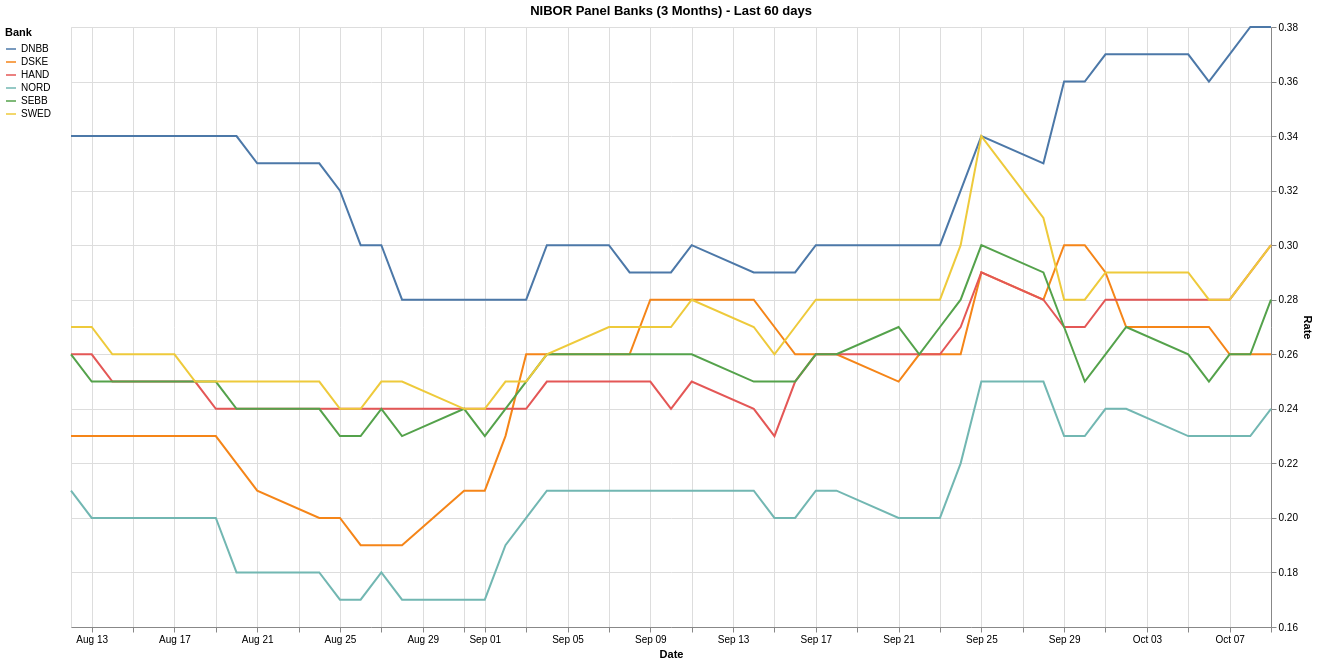 NIBOR Panel Banks (3 Months) - Last 60 days
Bank
DNBB
DSKE
HAND
NORD
SEBB
SWED
0.38
0.36
0.34
0.32
0.30
0.28
0.26
0.24
0.22
0.20
0.18
0.16
Rate
Aug 13 Aug 17 Aug 21 Aug 25 Aug 29 Sep 01 Sep 05 Sep 09 Sep 13 Sep 17 Sep 21 Sep 25 Sep 29 Oct 03 Oct 07
Date